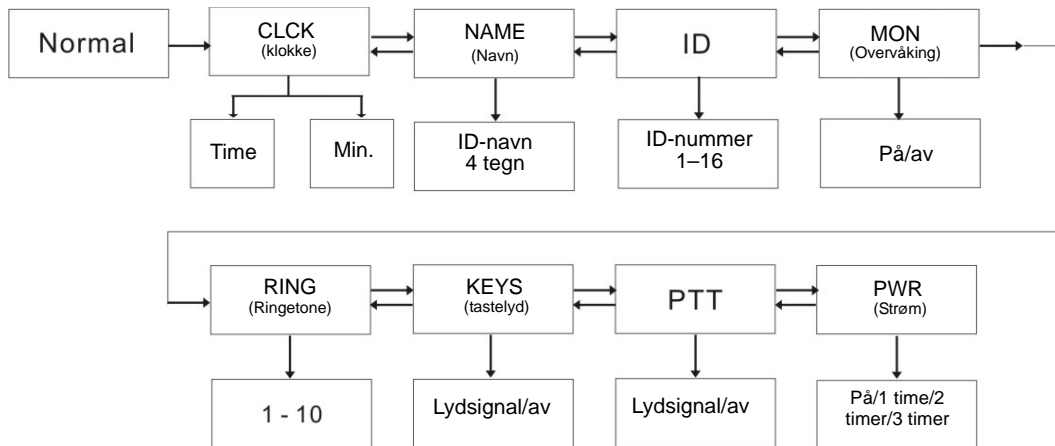 Normal
CLCK
(klokke)
NAME
(Navn)
ID
MON
(Overvåking)
Time
Min.
ID-navn
4 tegn
ID-nummer
1–16
På/av
RING
(Ringetone)
KEYS
(tastelyd)
PTT
PWR
(Strøm)
1 - 10
Lydsignal/av
Lydsignal/av
På/1 time/2
timer/3 timer